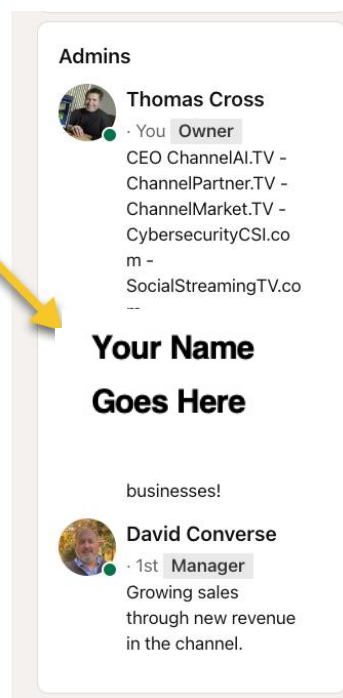 Admins
Thomas Cross
· You Owner
CEO ChannelAI.TV -
ChannelPartner.TV -
ChannelMarket.TV -
CybersecurityCSI.co
m -
SocialStreamingTV.co
Your Name
Goes Here
businesses!
David Converse
· 1st Manager
Growing sales
through new revenue
in the channel.